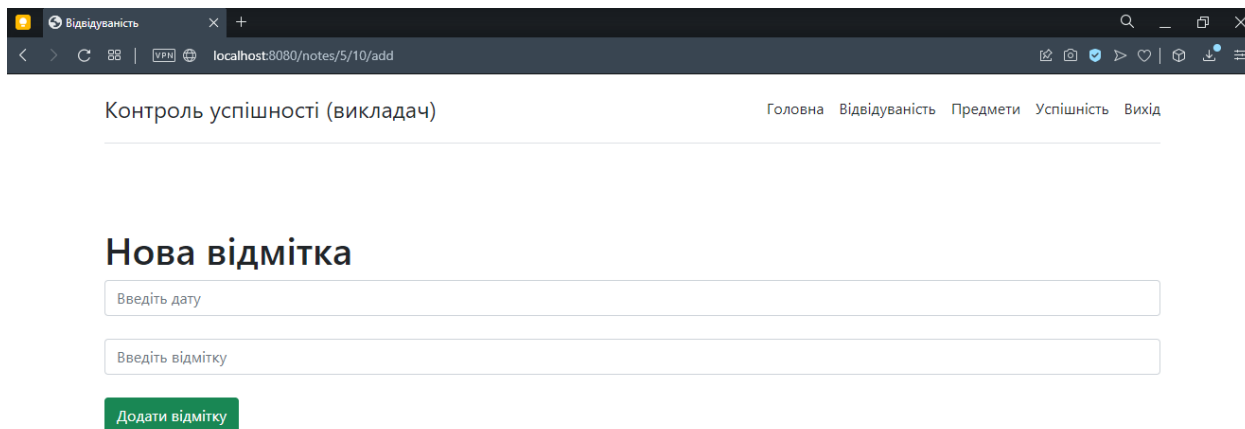 Відвідуваність
VPN localhost:8080/notes/5/10/add
Контроль успішності (викладач) Головна Відвідуваність Предмети Успішність Вихід
Нова відмітка
Введіть дату
Введіть відмітку
Додати відмітку